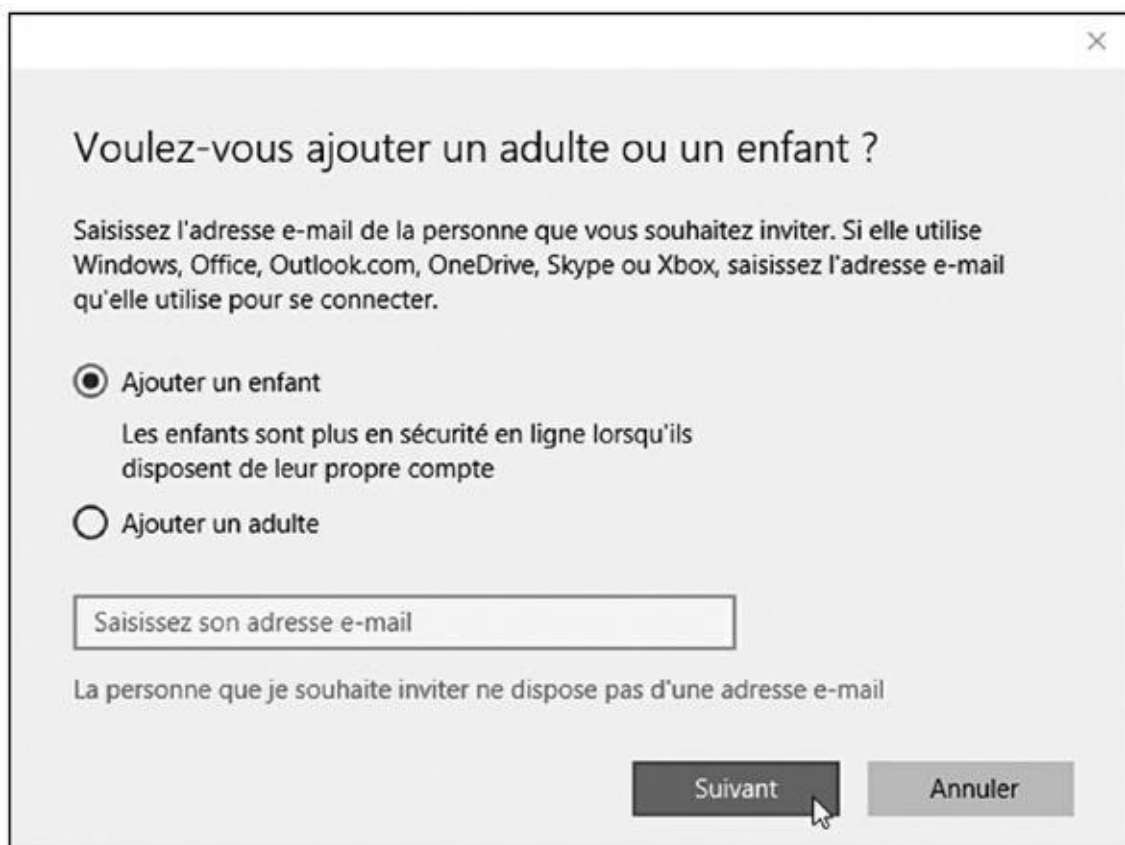 Voulez-vous ajouter un adulte ou un enfant ?
Saisissez l'adresse e-mail de la personne que vous souhaitez inviter. Si elle utilise
Windows, Office, Outlook.com, OneDrive, Skype ou Xbox, saisissez l'adresse e-mail
qu'elle utilise pour se connecter.
Ajouter un enfant
Les enfants sont plus en sécurité en ligne lorsqu'ils
disposent de leur propre compte
Ajouter un adulte
Saisissez son adresse e-mail
La personne que je souhaite inviter ne dispose pas d'une adresse e-mail
Suivant
Annuler